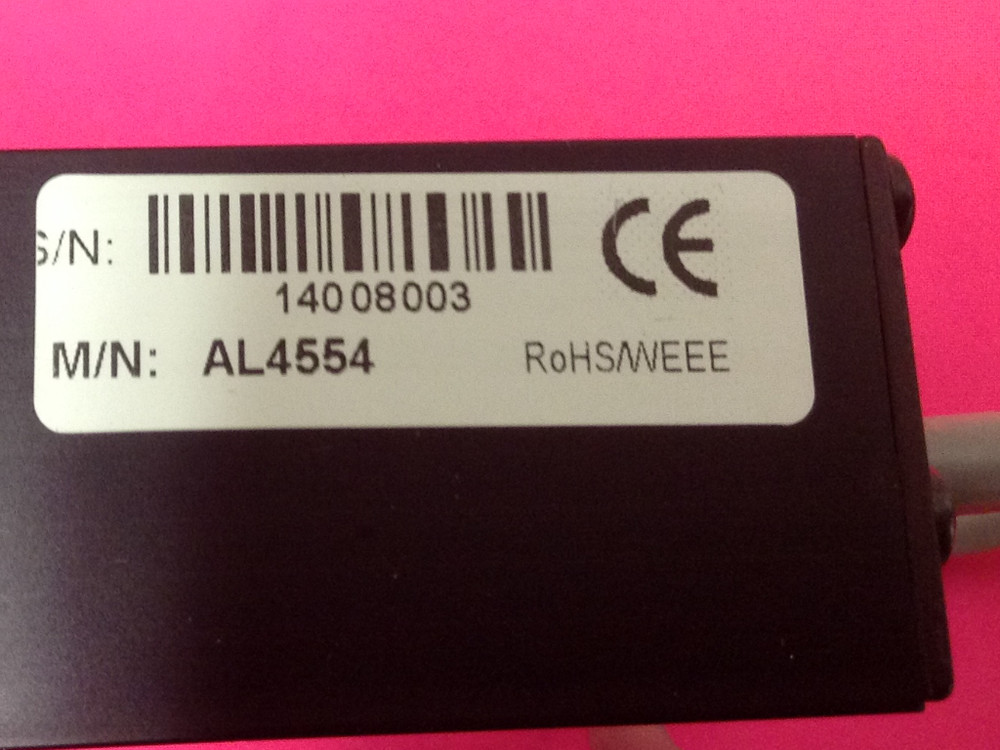 S/N:
14008003
CE
M/N: AL4554
RoHS/WEEE